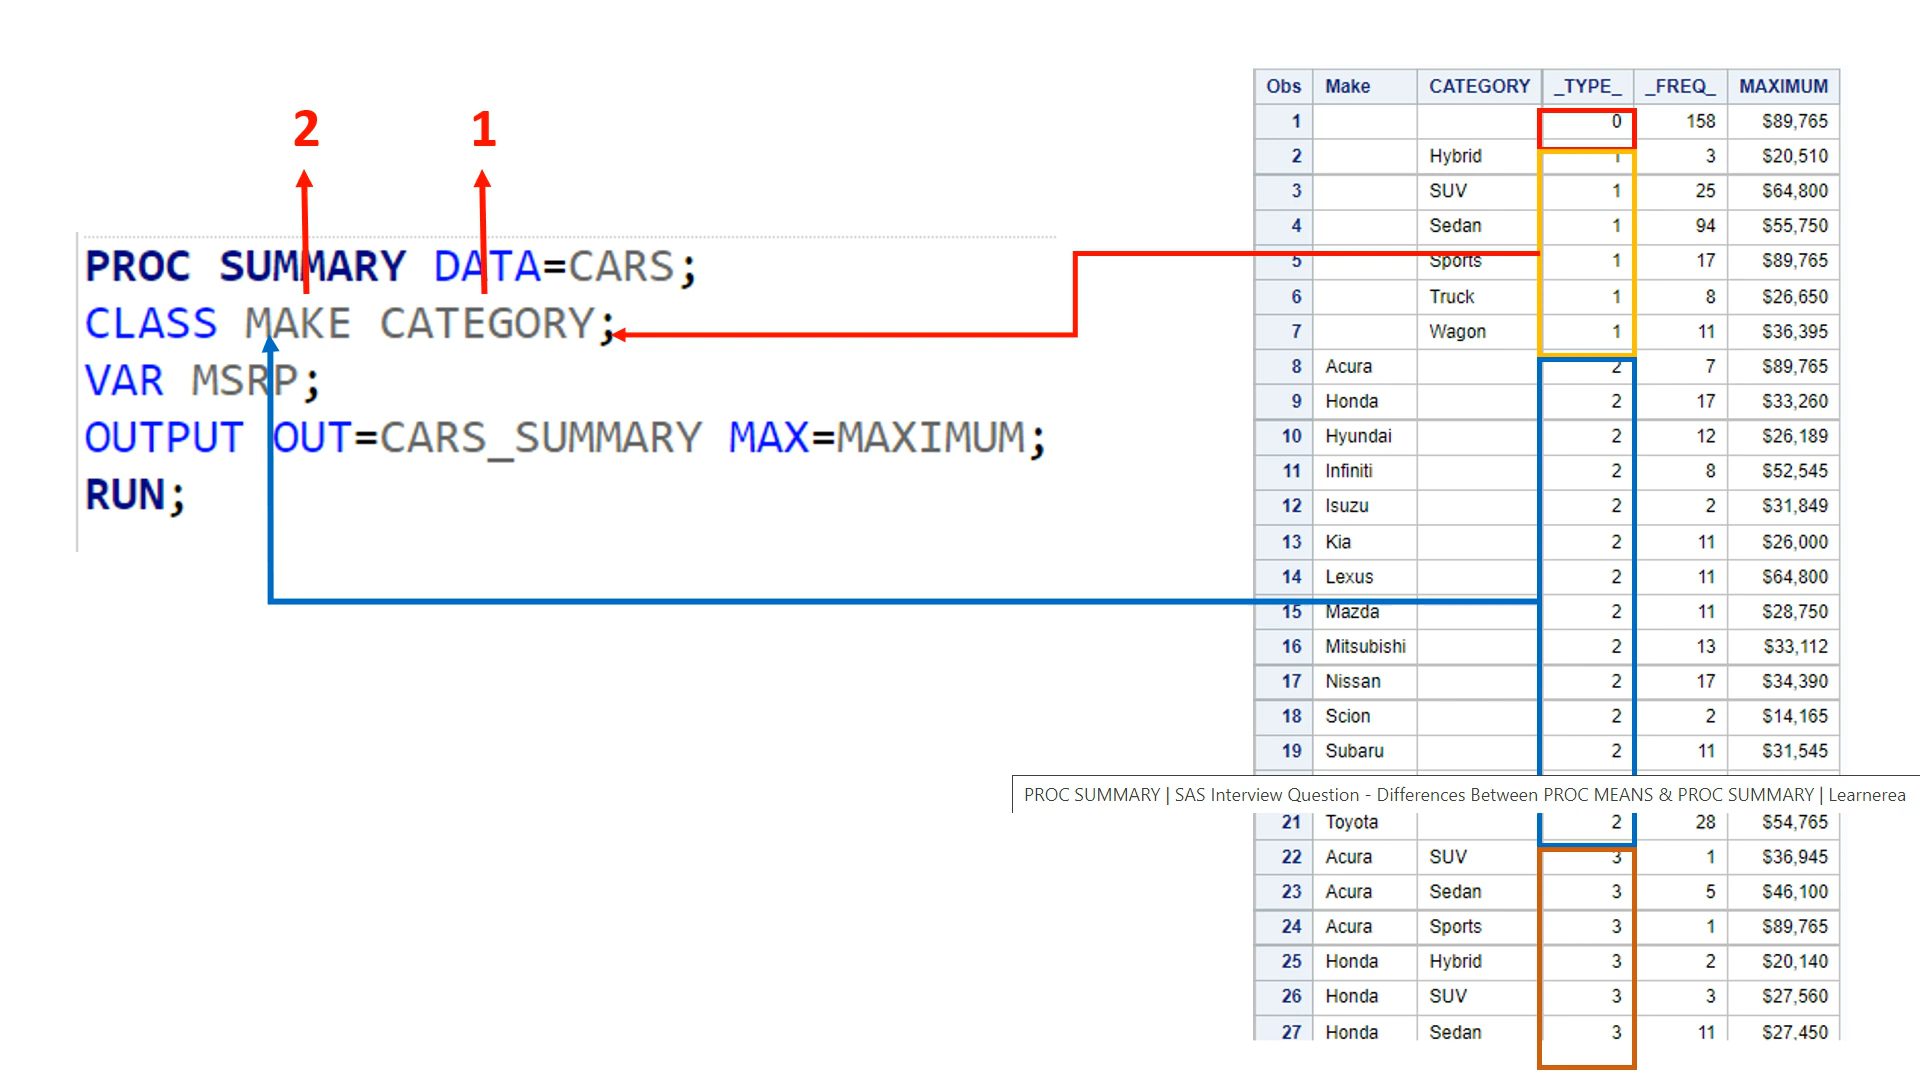 2 1
PROC SUMMARY DATA=CARS;
CLASS MAKE CATEGORY;
VAR MSRP;
OUTPUT OUT=CARS_SUMMARY MAX=MAXIMUM;
RUN;
Obs Make CATEGORY _TYPE_ _FREQ_ MAXIMUM
1 0 158 $89,765
2 Hybrid 1 3 $20,510
3 SUV 1 25 $64,800
4 Sedan 1 94 $55,750
5 Sports 1 17 $89,765
6 Truck 1 8 $26,650
7 Wagon 1 11 $36,395
8 Acura 2 7 $89,765
9 Honda 2 17 $33,260
10 Hyundai 2 12 $26,189
11 Infiniti 2 8 $52,545
12 Isuzu 2 2 $31,849
13 Kia 2 11 $26,000
14 Lexus 2 11 $64,800
15 Mazda 2 11 $28,750
16 Mitsubishi 2 13 $33,112
17 Nissan 2 17 $34,390
18 Scion 2 2 $14,165
19 Subaru 2 11 $31,545
PROC SUMMARY | SAS Interview Question - Differences Between PROC MEANS & PROC SUMMARY | Learnerea
21 Toyota 2 28 $54,765
22 Acura SUV 3 1 $36,945
23 Acura Sedan 3 5 $46,100
24 Acura Sports 3 1 $89,765
25 Honda Hybrid 3 2 $20,140
26 Honda SUV 3 3 $27,560
27 Honda Sedan 3 11 $27,450